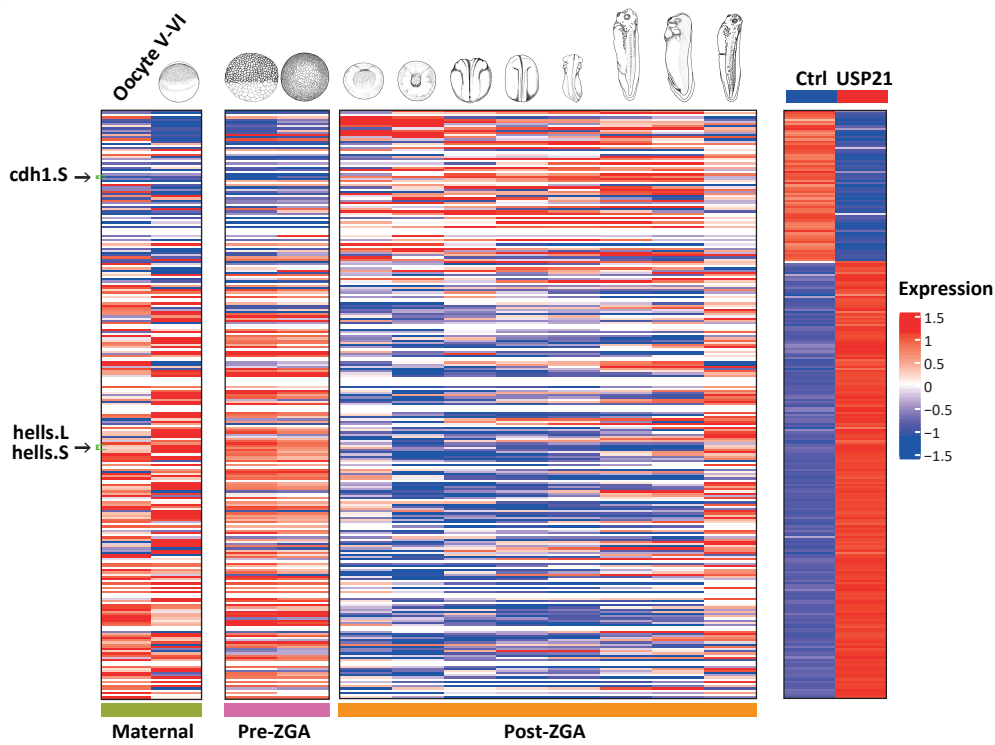 Oocyte V-VI
Ctrl USP21
cdh1.S →
hells.L
hells.S →
Expression
1.5
1
0.5
0
−0.5
−1
−1.5
Maternal
Pre-ZGA
Post-ZGA